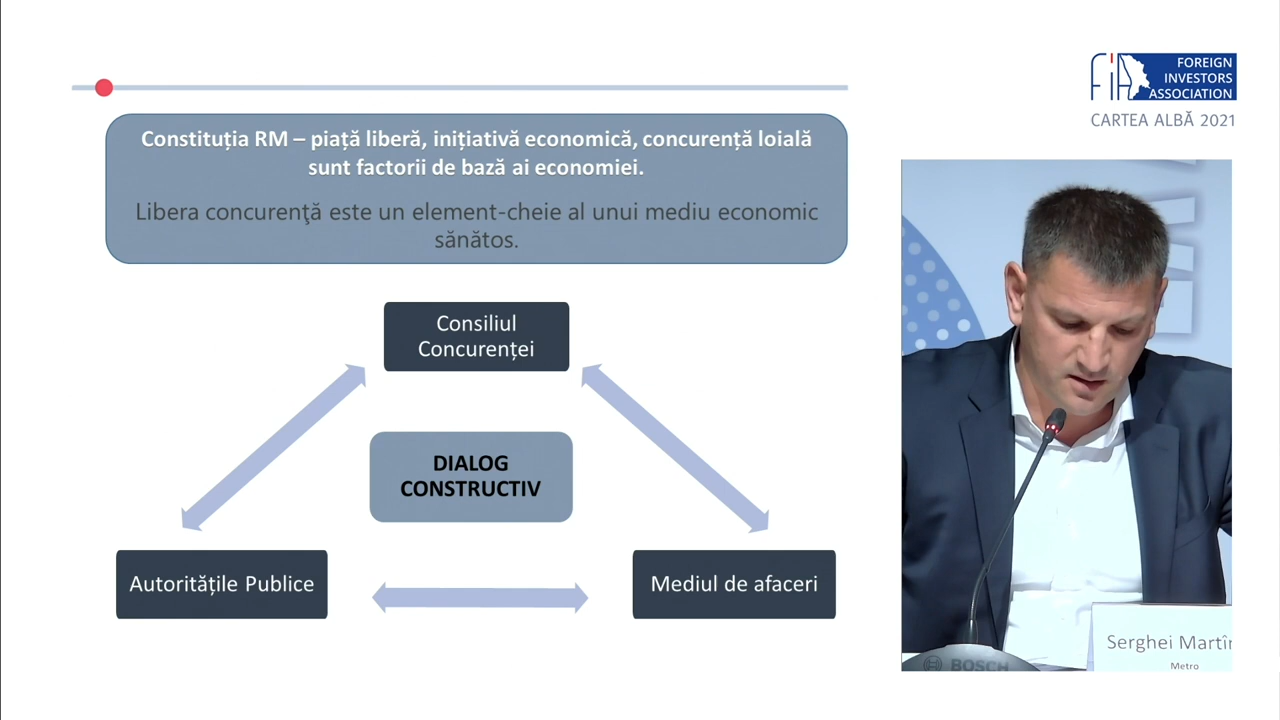 FIA
FOREIGN
INVESTORS
ASSOCIATION
CARTEA ALBĂ 2021
Constituția RM – piață liberă, inițiativă economică, concurență loială
sunt factorii de bază ai economiei.
Libera concurenţă este un element-cheie al unui mediu economic
sănătos.
Consiliul
Concurenței
DIALOG
CONSTRUCTIV
Autoritățile Publice
Mediul de afaceri
Serghei Martîn
Metro
BOSCH